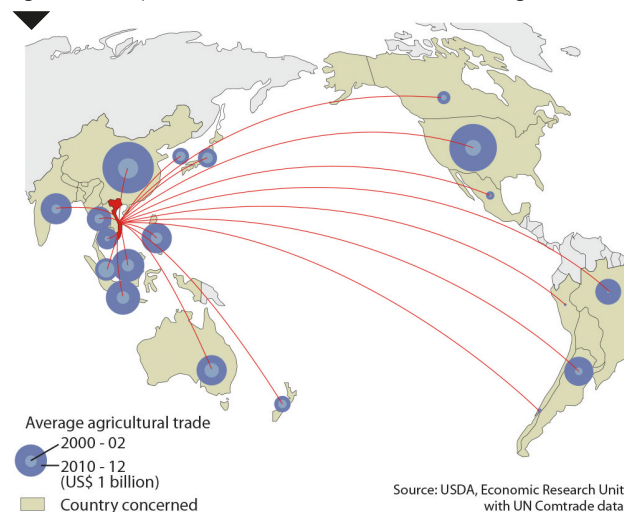 Average agricultural trade
2000 - 02
2010 - 12
(US$ 1 billion)
Country concerned
Source: USDA, Economic Research Unit
with UN Comtrade data